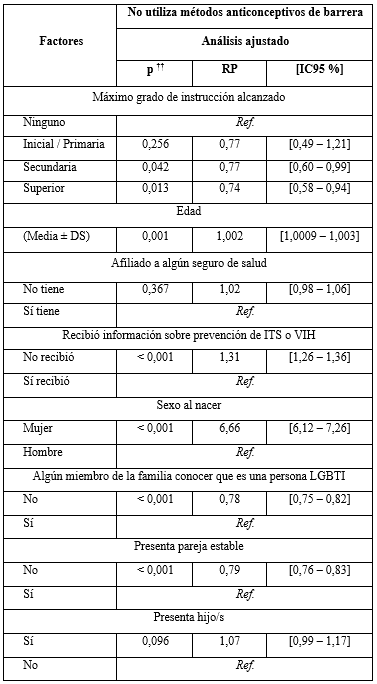 Factores
No utiliza métodos anticonceptivos de barrera
Análisis ajustado
p †† RP [IC95 %]
Máximo grado de instrucción alcanzado
Ninguno Ref.
Inicial / Primaria 0,256 0,77 [0,49 – 1,21]
Secundaria 0,042 0,77 [0,60 – 0,99]
Superior 0,013 0,74 [0,58 – 0,94]
Edad
(Media ± DS) 0,001 1,002 [1,0009 – 1,003]
Afiliado a algún seguro de salud
No tiene 0,367 1,02 [0,98 – 1,06]
Sí tiene Ref.
Recibió información sobre prevención de ITS o VIH
No recibió < 0,001 1,31 [1,26 – 1,36]
Sí recibió Ref.
Sexo al nacer
Mujer < 0,001 6,66 [6,12 – 7,26]
Hombre Ref.
Algún miembro de la familia conocer que es una persona LGBTI
No < 0,001 0,78 [0,75 – 0,82]
Sí Ref.
Presenta pareja estable
No < 0,001 0,79 [0,76 – 0,83]
Sí Ref.
Presenta hijo/s
Sí 0,096 1,07 [0,99 – 1,17]
No Ref.